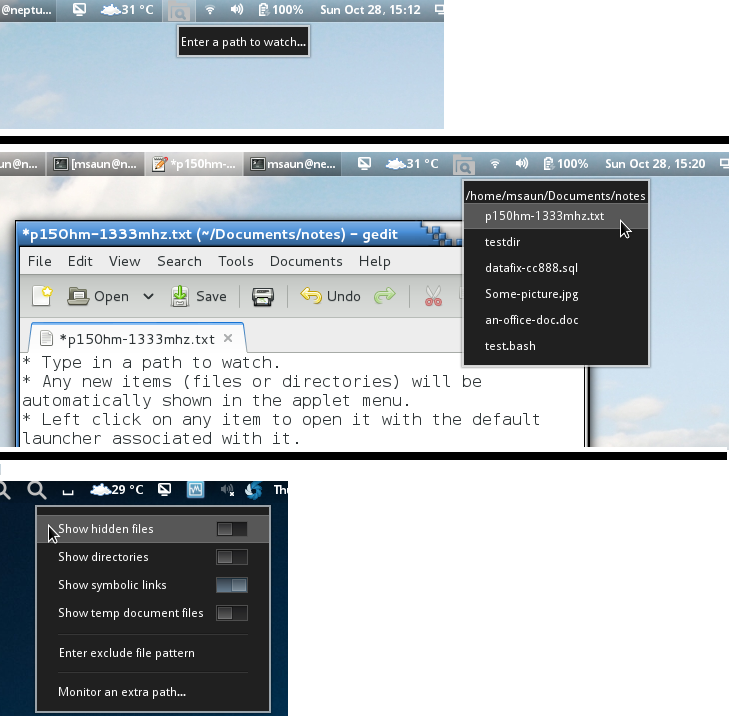 @neptu... 31 °C 100% Sun Oct 28, 15:12
Enter a path to watch...
un@n... [msaun@n... *p150hm-... msaun@ne... 31 °C 100% Sun Oct 28, 15:20
/home/msaun/Documents/notes
p150hm-1333mhz.txt
testdir
datafix-cc888.sql
Some-picture.jpg
an-office-doc.doc
test.bash
*p150hm-1333mhz.txt (~/Documents/notes) - gedit
File Edit View Search Tools Documents Help
Open Save Undo
*p150hm-1333mhz.txt
* Type in a path to watch.
* Any new items (files or directories) will be
automatically shown in the applet menu.
* Left click on any item to open it with the default
launcher associated with it.
29 °C Thu
Show hidden files
Show directories
Show symbolic links
Show temp document files
Enter exclude file pattern
Monitor an extra path...